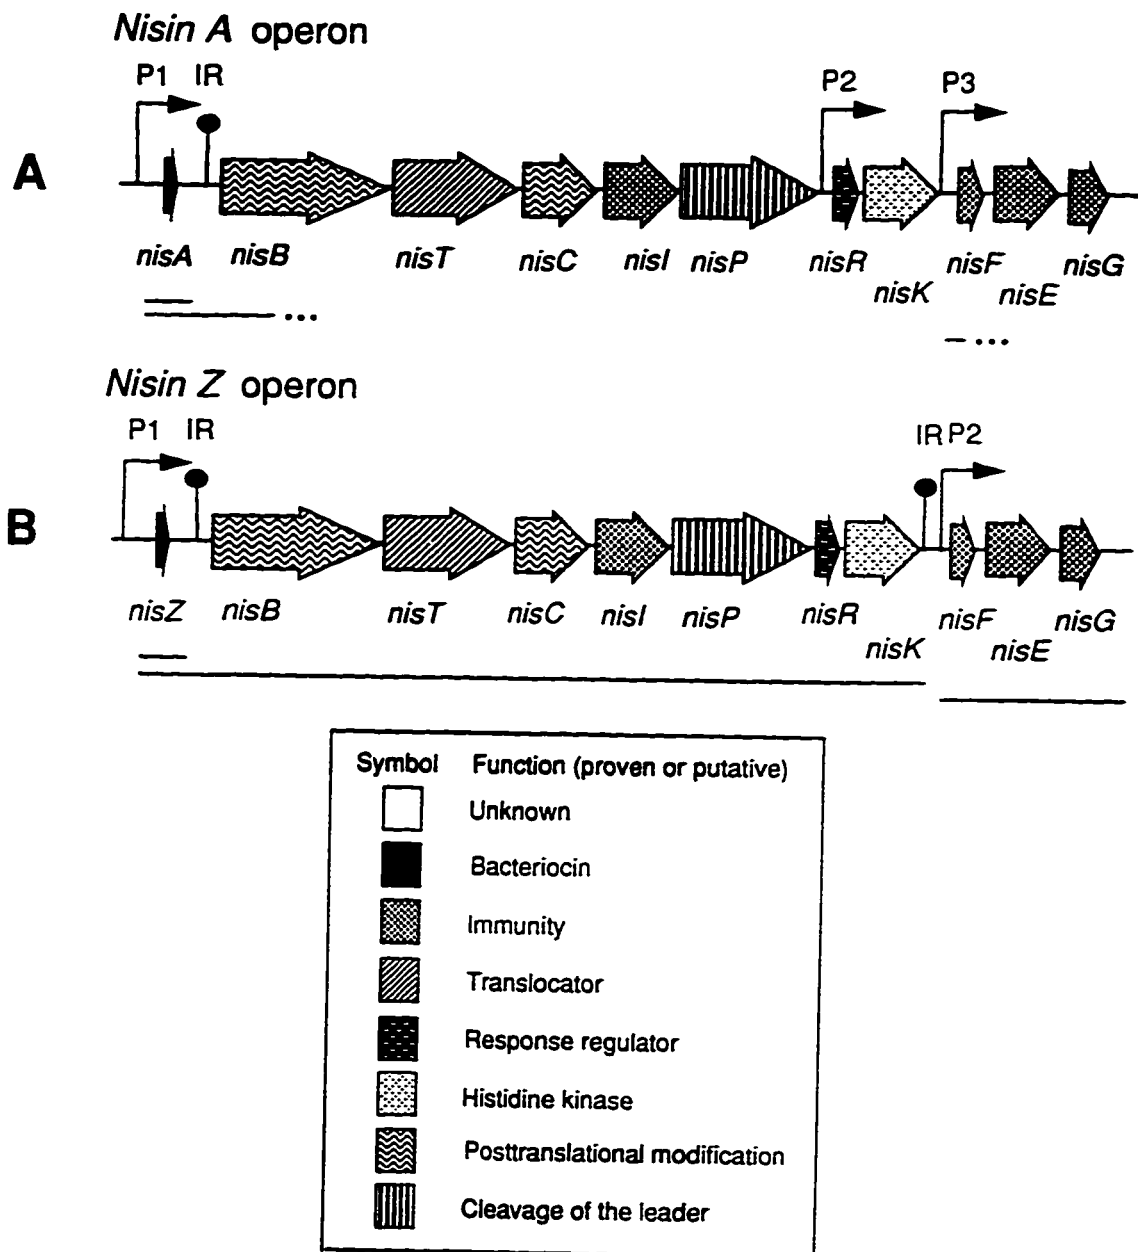 Nisin A operon
P1 IR P2 P3
A
nisA nisB nisT nisC nisI nisP nisR nisK nisF nisE nisG
...
...
Nisin Z operon
P1 IR IR P2
B
nisZ nisB nisT nisC nisI nisP nisR nisK nisF nisE nisG
Symbol Function (proven or putative)
Unknown
Bacteriocin
Immunity
Translocator
Response regulator
Histidine kinase
Posttranslational modification
Cleavage of the leader